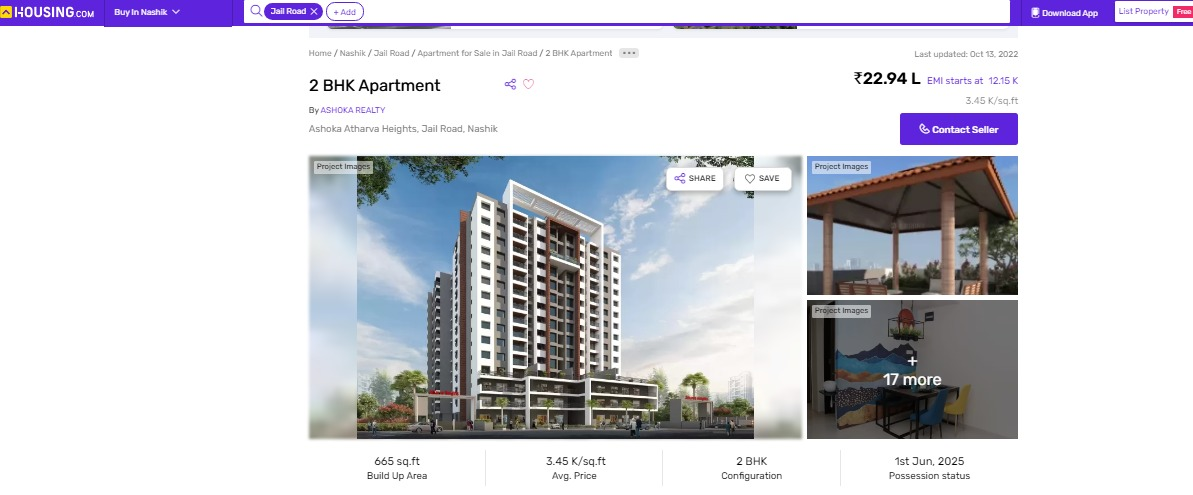 HOUSING.COM
Buy In Nashik
Jail Road
+ Add
Download App
List Property Free
Home / Nashik / Jail Road / Apartment for Sale in Jail Road / 2 BHK Apartment
Last updated: Oct 13, 2022
2 BHK Apartment
₹22.94 L EMI starts at 12.15 K
3.45 K/sq.ft
By ASHOKA REALTY
Ashoka Atharva Heights, Jail Road, Nashik
Contact Seller
Project Images
SHARE
SAVE
Project Images
Project Images
+
17 more
665 sq.ft
Build Up Area
3.45 K/sq.ft
Avg. Price
2 BHK
Configuration
1st Jun, 2025
Possession status